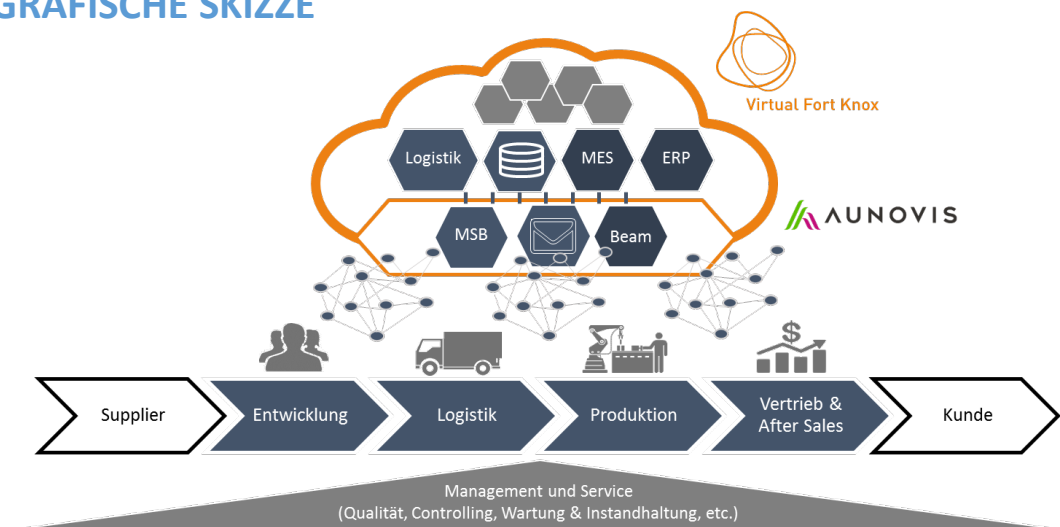 GRAFISCHE SKIZZE
Virtual Fort Knox
Logistik
MES
ERP
AUNOVIS
MSB
Beam
$
Supplier
Entwicklung
Logistik
Produktion
Vertrieb &
After Sales
Kunde
Management und Service
(Qualität, Controlling, Wartung & Instandhaltung, etc.)